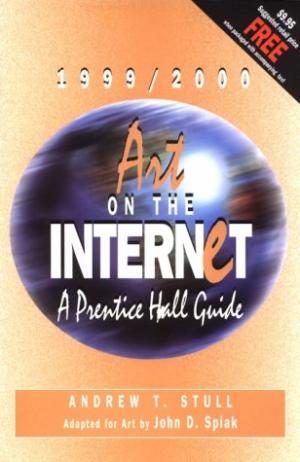 $9.95
Suggested retail price
FREE
when packaged with accompanying text
1999/2000
Art
ON THE
INTERNeT
A Prentice Hall Guide
ANDREW T. STULL
Adapted for Art by John D. Spiak